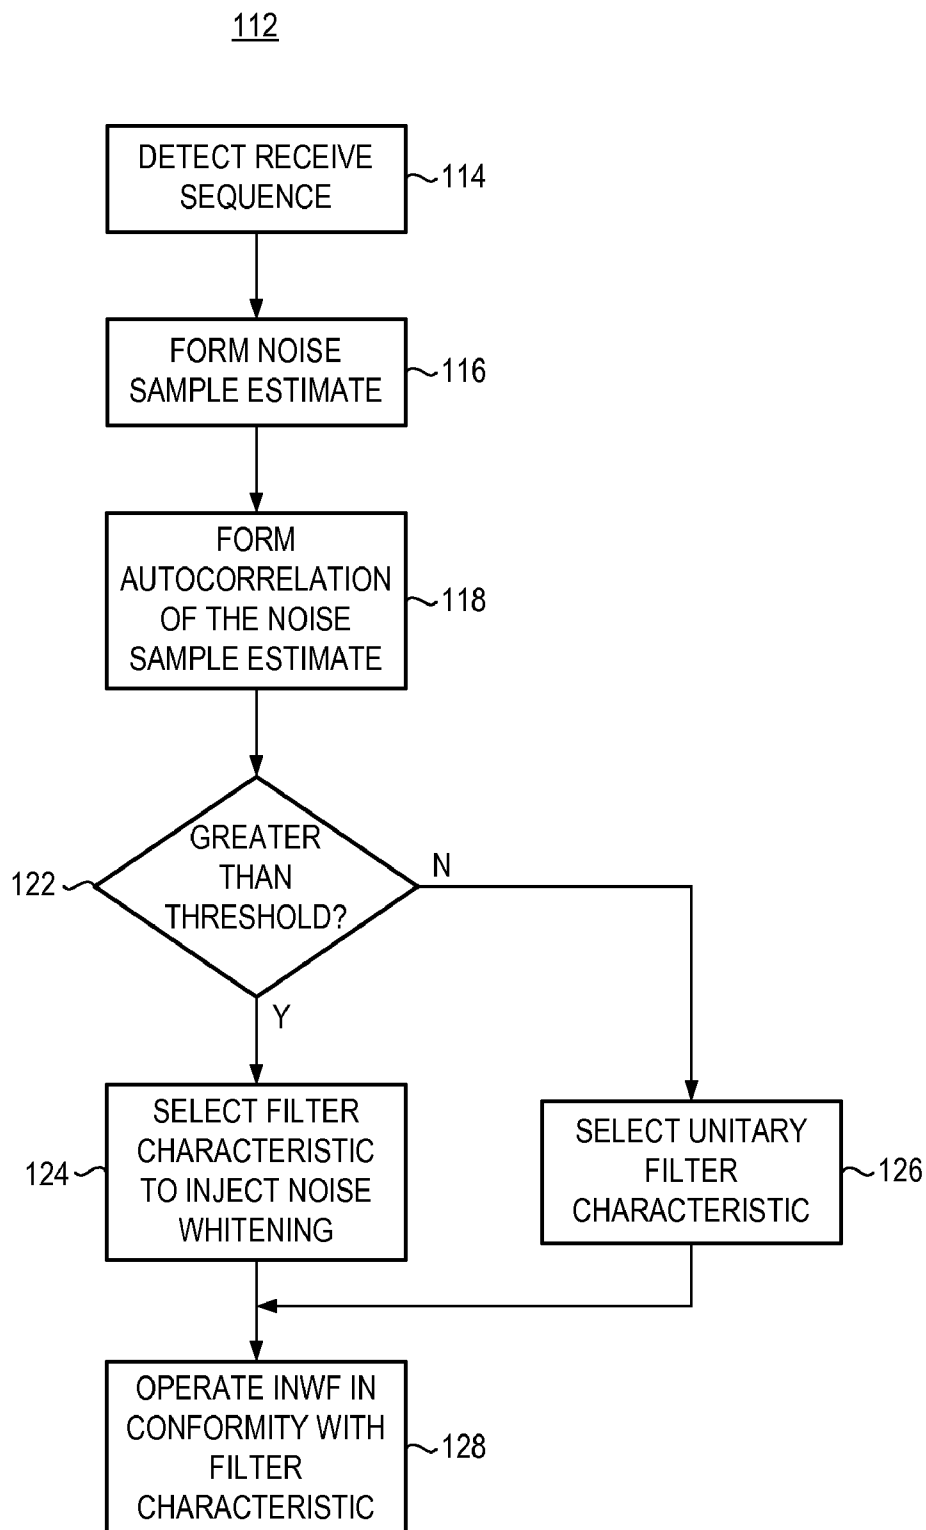 112
DETECT RECEIVE
SEQUENCE
114
FORM NOISE
SAMPLE ESTIMATE
116
FORM
AUTOCORRELATION
OF THE NOISE
SAMPLE ESTIMATE
118
GREATER
THAN
THRESHOLD?
122
N
Y
SELECT FILTER
CHARACTERISTIC
TO INJECT NOISE
WHITENING
124
SELECT UNITARY
FILTER
CHARACTERISTIC
126
OPERATE INWF IN
CONFORMITY WITH
FILTER
CHARACTERISTIC
128